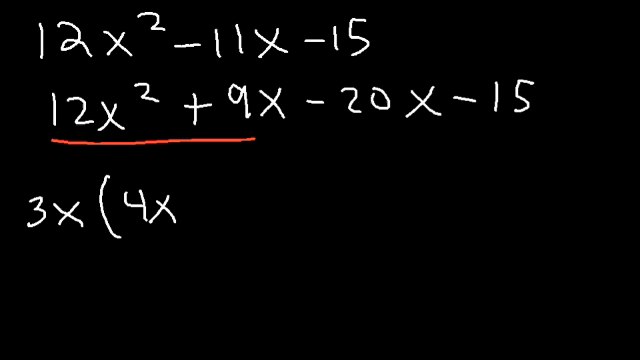 12x² - 11x - 15
12x² + 9x - 20x - 15
3x (4x